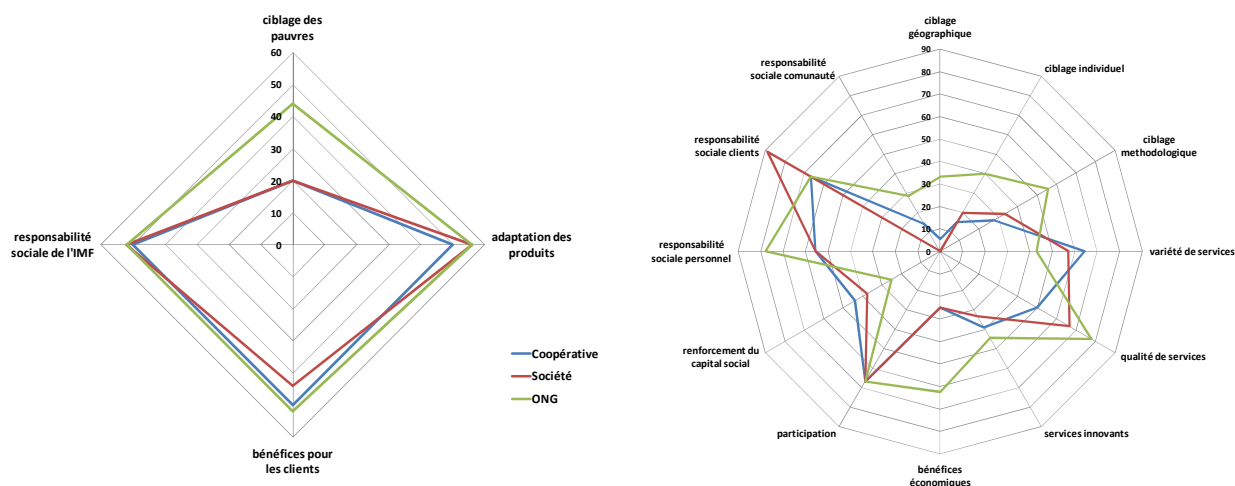 ciblage des
pauvres
60
50
40
30
20
10
0
responsabilité
sociale de l'IMF
adaptation des
produits
bénéfices pour
les clients
Coopérative
Société
ONG
ciblage
géographique
90
80
70
60
50
40
30
20
10
0
ciblage individuel
ciblage
methodologique
variété de services
qualité de services
services innovants
bénéfices
économiques
participation
renforcement du
capital social
responsabilité
sociale personnel
responsabilité
sociale clients
responsabilité
sociale comunauté